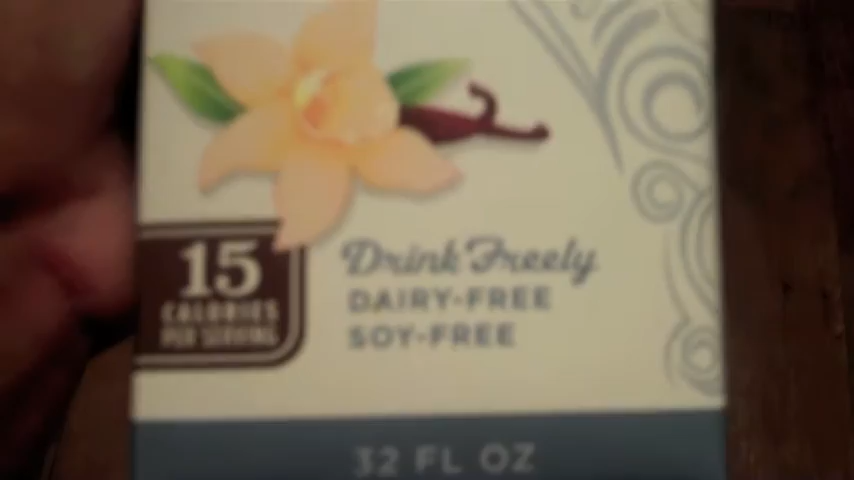 15
CALORIES
PER SERVING
Drink Freely
DAIRY-FREE
SOY-FREE
32 FL OZ